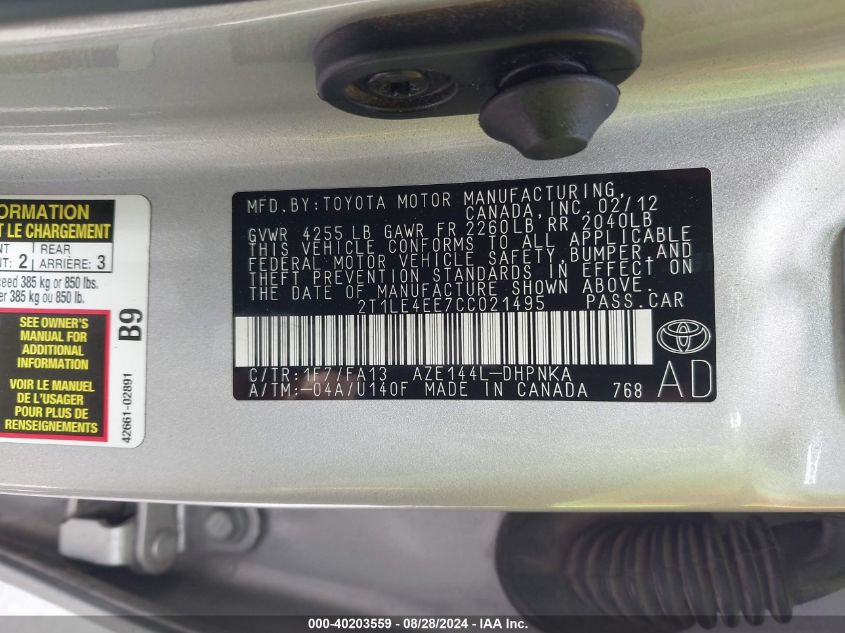 MFD.BY:TOYOTA MOTOR MANUFACTURING,
CANADA, INC. 02/12
GVWR 4255 LB GAWR FR 2260LB, RR 2040LB
THIS VEHICLE CONFORMS TO ALL APPLICABLE
FEDERAL MOTOR VEHICLE SAFETY, BUMPER, AND
THEFT PREVENTION STANDARDS IN EFFECT ON
THE DATE OF MANUFACTURE SHOWN ABOVE.
2T1LE4EE7CC021495 PASS.CAR
C/TR:1F7/FA13 AZE144L-DHPNKA
A/TM:-04A/U140F MADE IN CANADA 768
AD
ORMATION
T LE CHARGEMENT
NT 2 REAR
NT: ARRIÈRE: 3
ceed 385 kg or 850 lbs.
er 385 kg ou 850 lb.
SEE OWNER'S
MANUAL FOR
ADDITIONAL
INFORMATION
VOIR LE MANUEL
POUR PLUS DE
RENSEIGNEMENTS
B9
42661-02891
000-40203559 - 08/28/2024 - IAA Inc.